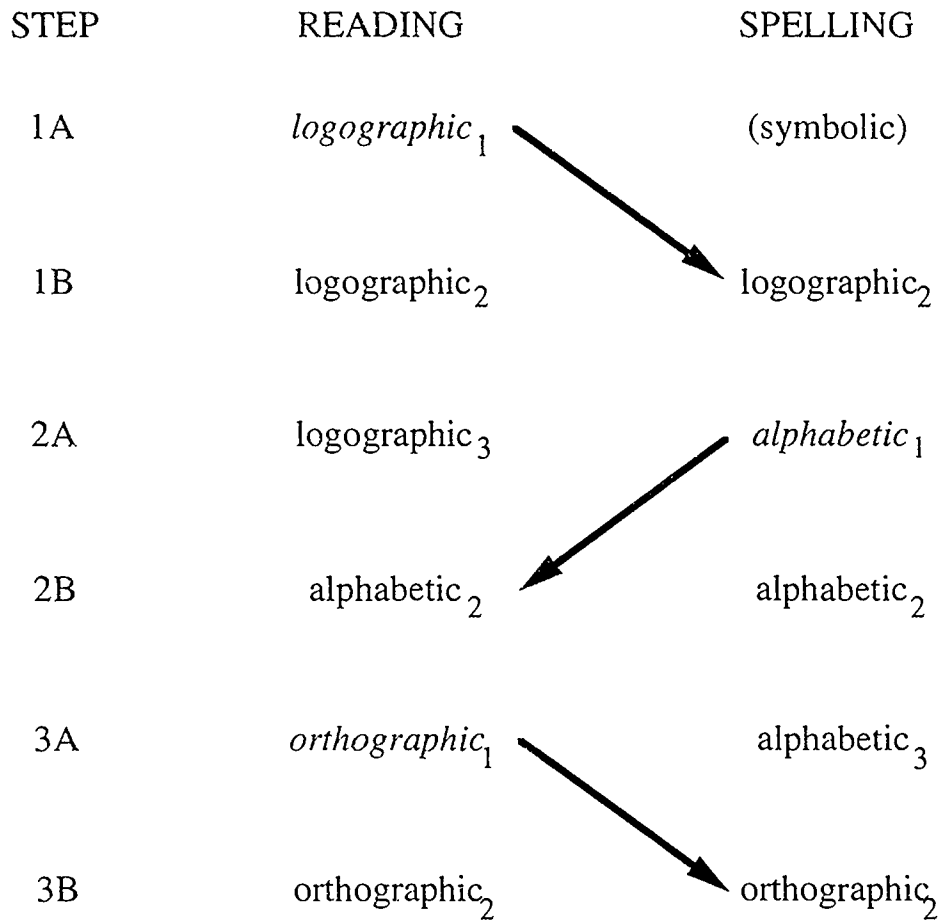 STEP READING SPELLING
1A logographic1 (symbolic)
1B logographic2 logographic2
2A logographic3 alphabetic1
2B alphabetic2 alphabetic2
3A orthographic1 alphabetic3
3B orthographic2 orthographic2